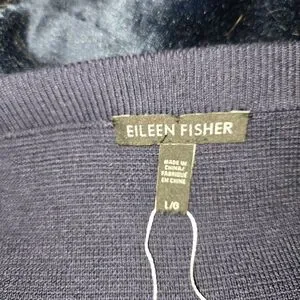 EILEEN FISHER
MADE IN
CHINA/
FABRIQUÉ
EN CHINE
L/G